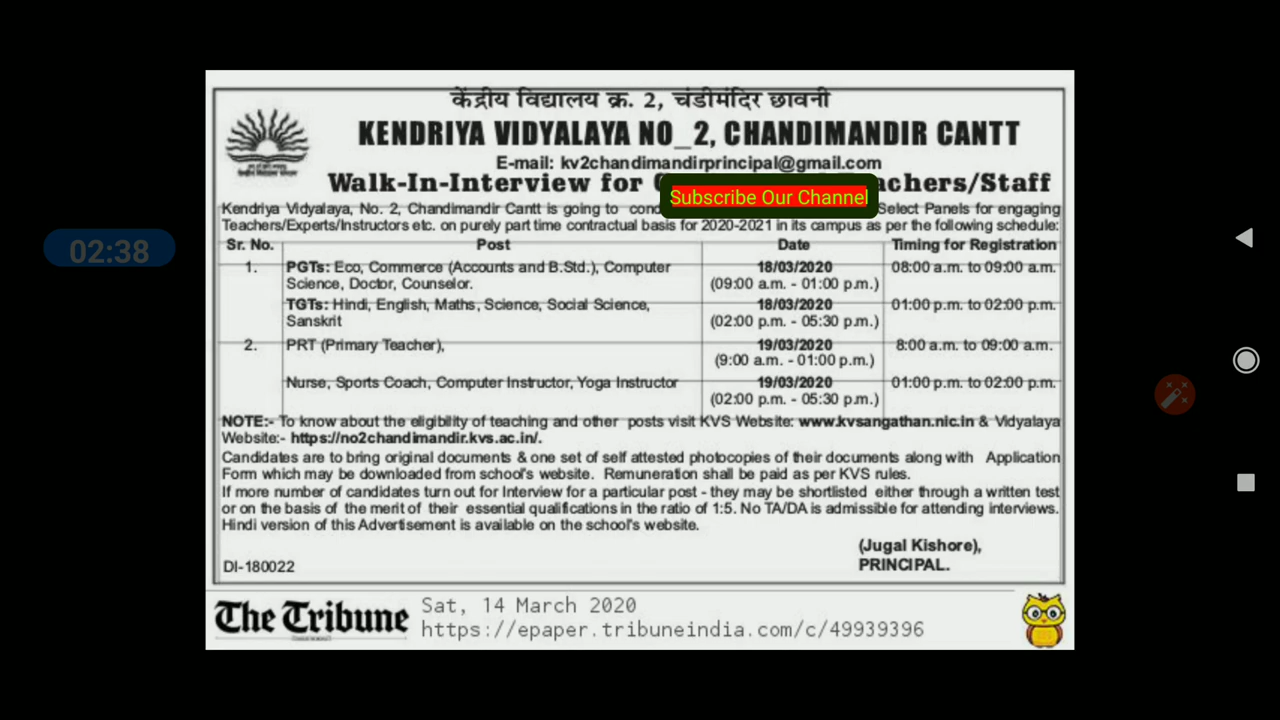 केंद्रीय विद्यालय क्र. 2, चंडीमंदिर छावनी
KENDRIYA VIDYALAYA NO_2, CHANDIMANDIR CANTT
E-mail: kv2chandimandirprincipal@gmail.com
Walk-In-Interview for achers/Staff
Subscribe Our Channel
Kendriya Vidyalaya, No. 2, Chandimandir Cantt is going to Select Panels for engaging
Teachers/Experts/Instructors etc. on purely part time contractual basis for 2020-2021 in its campus as per the following schedule:
02:38
Sr. No. Post Date Timing for Registration
1. PGTs: Eco, Commerce (Accounts and B.Std.), Computer 18/03/2020 08:00 a.m. to 09:00 a.m.
Science, Doctor, Counselor. (09:00 a.m. - 01:00 p.m.)
TGTs: Hindi, English, Maths, Science, Social Science, 18/03/2020 01:00 p.m. to 02:00 p.m.
Sanskrit (02:00 p.m. - 05:30 p.m.)
2. PRT (Primary Teacher), 19/03/2020 8:00 a.m. to 09:00 a.m.
(9:00 a.m. - 01:00 p.m.)
Nurse, Sports Coach, Computer Instructor, Yoga Instructor 19/03/2020 01:00 p.m. to 02:00 p.m.
(02:00 p.m. - 05:30 p.m.)
NOTE:- To know about the eligibility of teaching and other posts visit KVS Website: www.kvsangathan.nic.in & Vidyalaya
Website:- https://no2chandimandir.kvs.ac.in/.
Candidates are to bring original documents & one set of self attested photocopies of their documents along with Application
Form which may be downloaded from school's website. Remuneration shall be paid as per KVS rules.
If more number of candidates turn out for Interview for a particular post - they may be shortlisted either through a written test
or on the basis of the merit of their essential qualifications in the ratio of 1:5. No TA/DA is admissible for attending interviews.
Hindi version of this Advertisement is available on the school's website.
(Jugal Kishore),
DI-180022 PRINCIPAL.
The Tribune
Sat, 14 March 2020
https://epaper.tribuneindia.com/c/49939396